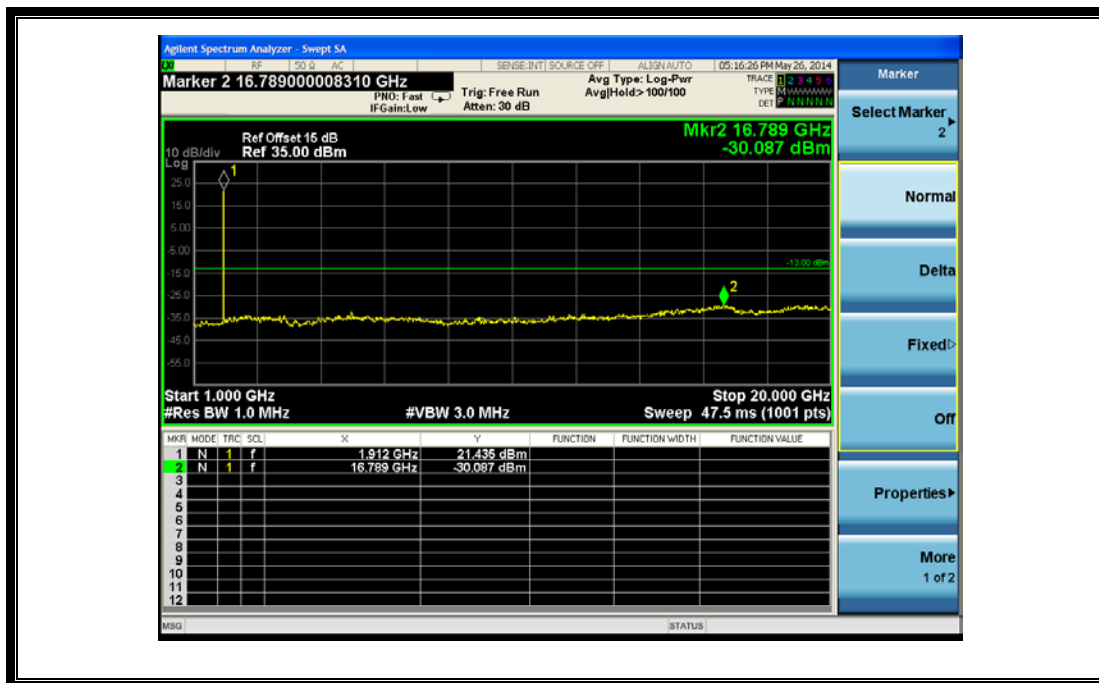 Agilent Spectrum Analyzer - Swept SA
RF 50 Ω AC SENSE:INT SOURCE OFF ALIGN AUTO 05:16:26 PM May 26, 2014
Marker 2 16.789000008310 GHz
PNO: Fast
IFGain:Low
Trig: Free Run
Atten: 30 dB
Avg Type: Log-Pwr
Avg|Hold:> 100/100
TRACE 1 2 3 4 5 6
TYPE M
DET P N N N N N
Ref Offset 15 dB
Ref 35.00 dBm
10 dB/div
Log
Mkr2 16.789 GHz
-30.087 dBm
1
25.0
15.0
5.00
-5.00
-13.00 dBm
-15.0
2
-25.0
-35.0
-45.0
-55.0
Start 1.000 GHz Stop 20.000 GHz
#Res BW 1.0 MHz #VBW 3.0 MHz Sweep 47.5 ms (1001 pts)
MKR MODE TRC SCL X Y FUNCTION FUNCTION WIDTH FUNCTION VALUE
1 N 1 f 1.912 GHz 21.435 dBm
2 N 1 f 16.789 GHz -30.087 dBm
3
4
5
6
7
8
9
10
11
12
MSG STATUS
Marker
Select Marker
2
Normal
Delta
Fixed
Off
Properties
More
1 of 2